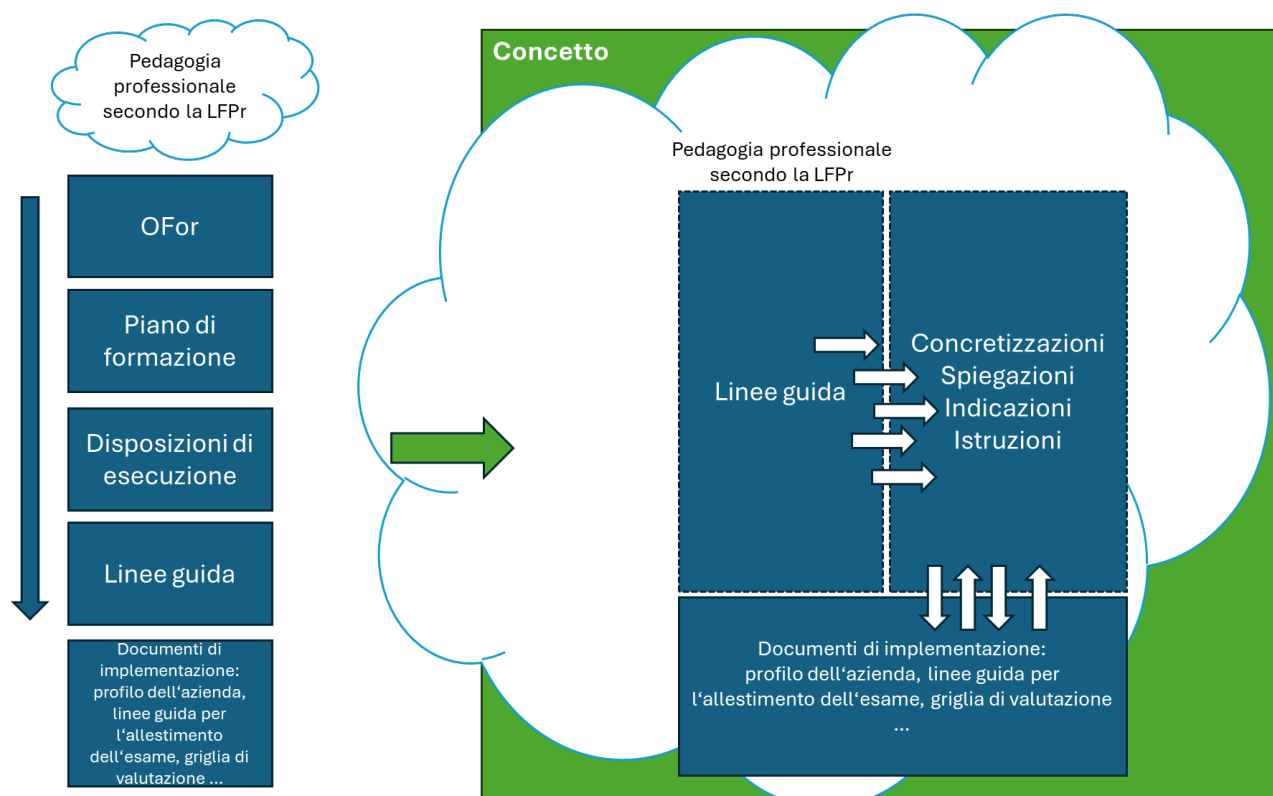 Pedagogia
professionale
secondo la LFPr
OFor
Piano di
formazione
Disposizioni di
esecuzione
Linee guida
Documenti di
implementazione:
profilo dell‘azienda,
linee guida per
l‘allestimento
dell‘esame, griglia di
valutazione ...
Concetto
Pedagogia professionale
secondo la LFPr
Linee guida
Concretizzazioni
Spiegazioni
Indicazioni
Istruzioni
Documenti di implementazione:
profilo dell‘azienda, linee guida per
l‘allestimento dell‘esame, griglia di valutazione
...